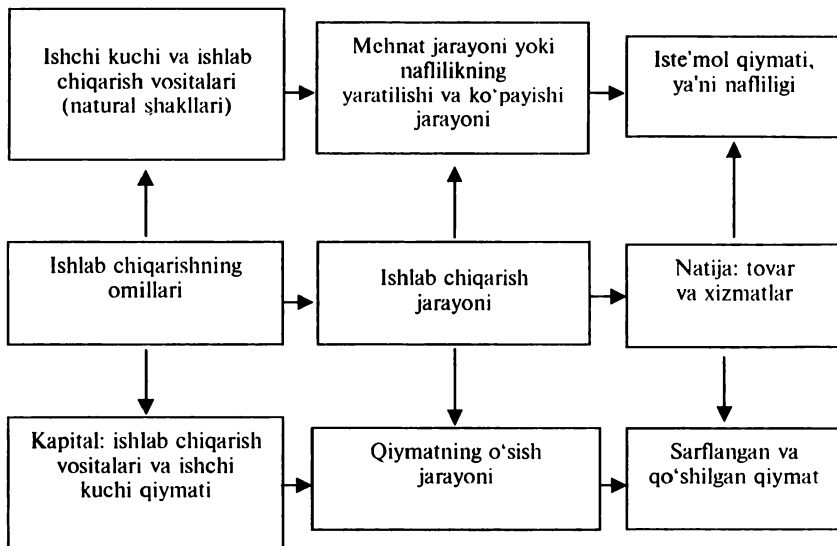 Ishchi kuchi va ishlab
chiqarish vositalari
(natural shakllari)
Mehnat jarayoni yoki
naflilikning
yaratilishi va ko‘payishi
jarayoni
Iste'mol qiymati,
ya'ni nafliligi
Ishlab chiqarishning
omillari
Ishlab chiqarish
jarayoni
Natija: tovar
va xizmatlar
Kapital: ishlab chiqarish
vositalari va ishchi
kuchi qiymati
Qiymatning o‘sish
jarayoni
Sarflangan va
qo‘shilgan qiymat